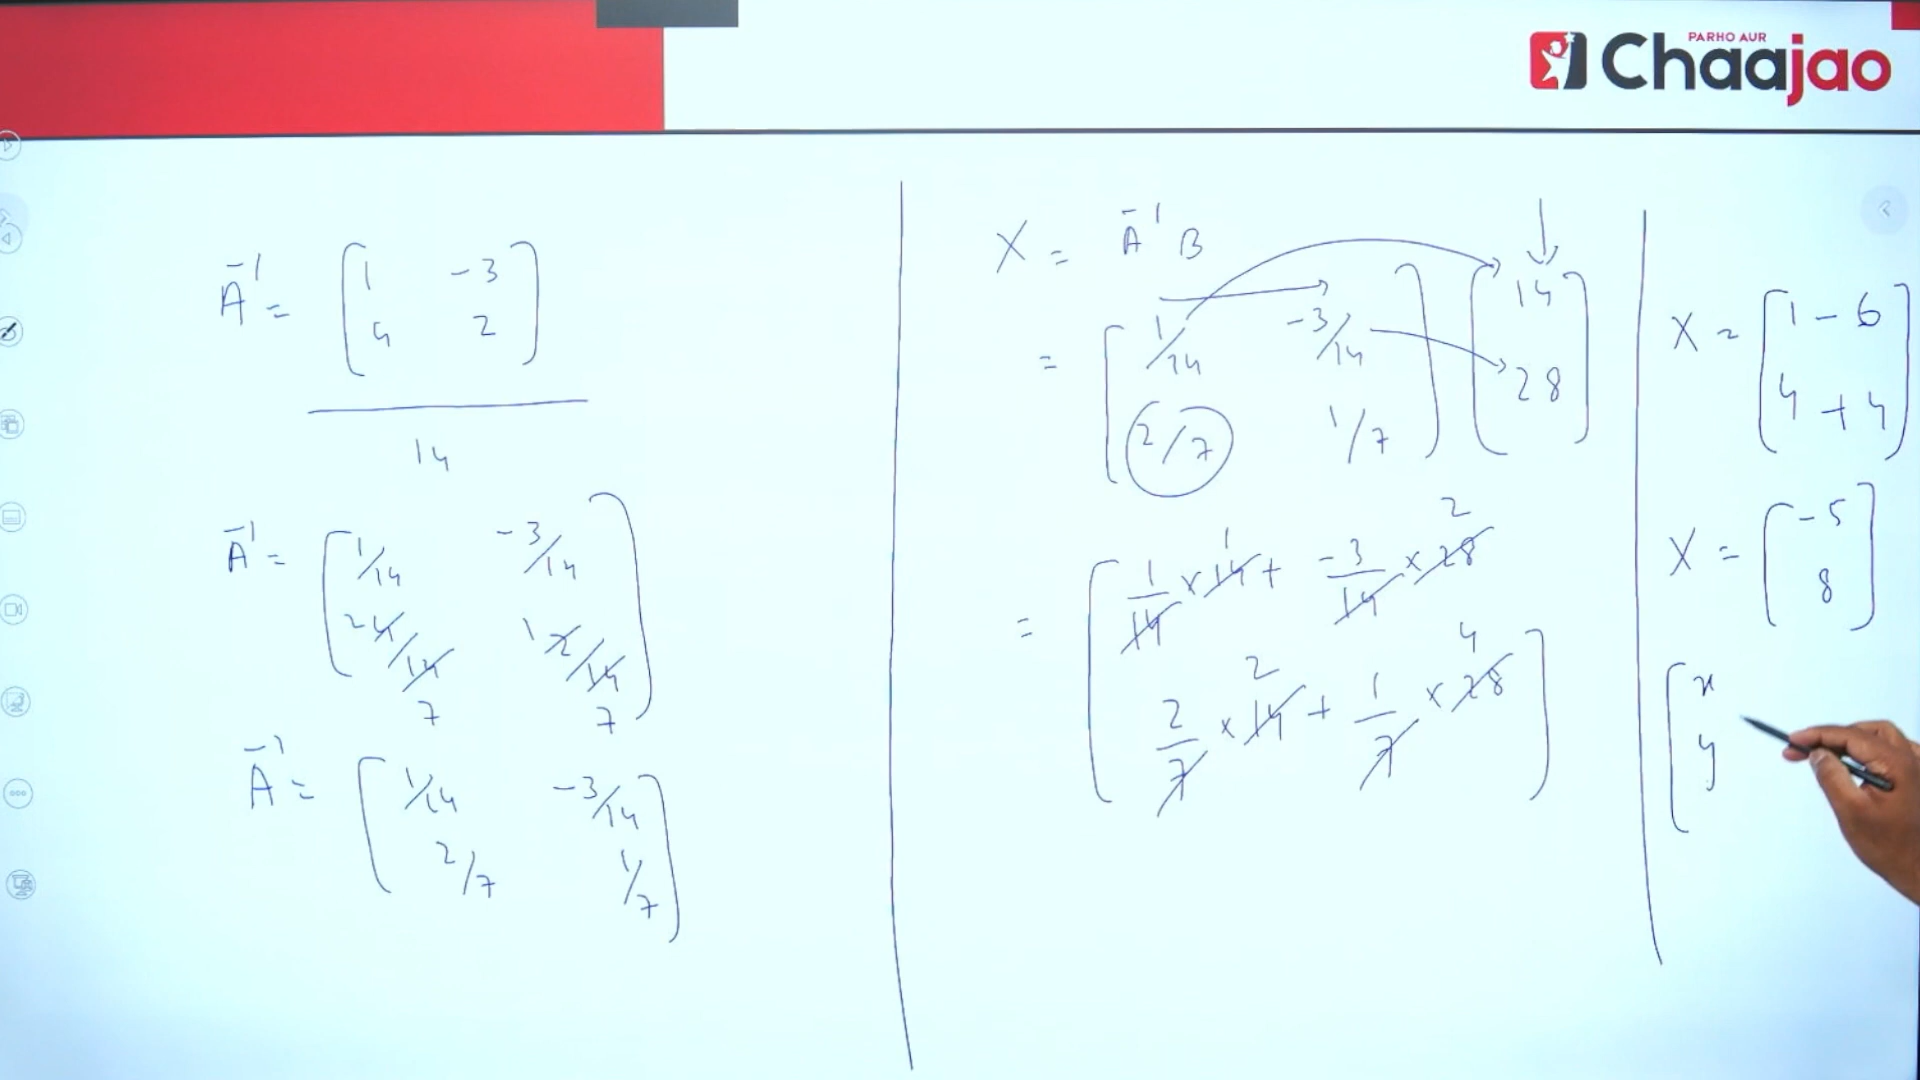 PARHO AUR
Chaajao
A⁻¹ = [1 -3
4 2]
14
A⁻¹ = [1/14 -3/14
2 4/14 7 1 2/14 7]
A⁻¹ = [1/14 -3/14
2/7 1/7]
X = A⁻¹ B
= [1/14 -3/14] [14
2/7 1/7 28]
= [1/14 × 14 1 + -3/14 × 28 2
2/7 × 14 2 + 1/7 × 28 4]
X = [1 - 6
4 + 4]
X = [-5
8]
[x
y